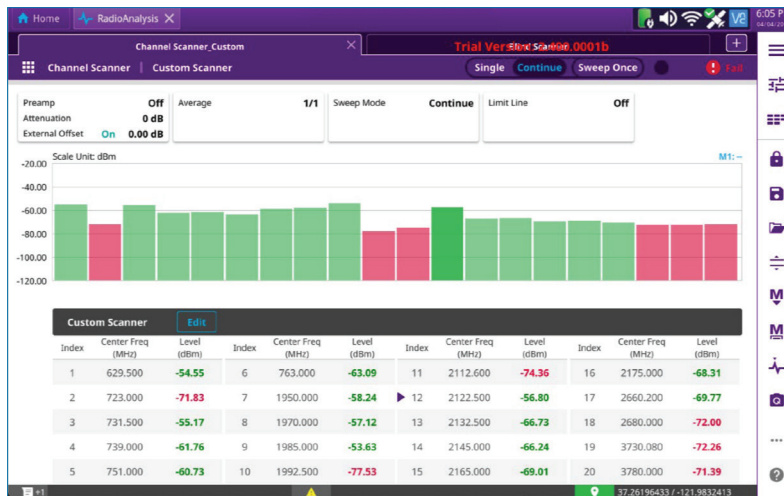 Home RadioAnalysis
6:05 P
04/04/20
Channel Scanner_Custom
Trial Version
Channel Scanner | Custom Scanner Single Continue Sweep Once Fail
Preamp Off Average 1/1 Sweep Mode Continue Limit Line Off
Attenuation 0 dB
External Offset On 0.00 dB
Scale Unit: dBm M1: --
-20.00
-40.00
-60.00
-80.00
-100.00
-120.00
Custom Scanner Edit
Index Center Freq (MHz) Level (dBm) Index Center Freq (MHz) Level (dBm) Index Center Freq (MHz) Level (dBm) Index Center Freq (MHz) Level (dBm)
1 629.500 -54.55 6 763.000 -63.09 11 2112.600 -74.36 16 2175.000 -68.31
2 723.000 -71.83 7 1950.000 -58.24 12 2122.500 -56.80 17 2660.200 -69.77
3 731.500 -55.17 8 1970.000 -57.12 13 2132.500 -66.73 18 2680.000 -72.00
4 739.000 -61.76 9 1985.000 -53.63 14 2145.000 -66.24 19 3730.080 -72.26
5 751.000 -60.73 10 1992.500 -77.53 15 2165.000 -69.01 20 3780.000 -71.39
+1 37.26196433 / -121.9832413